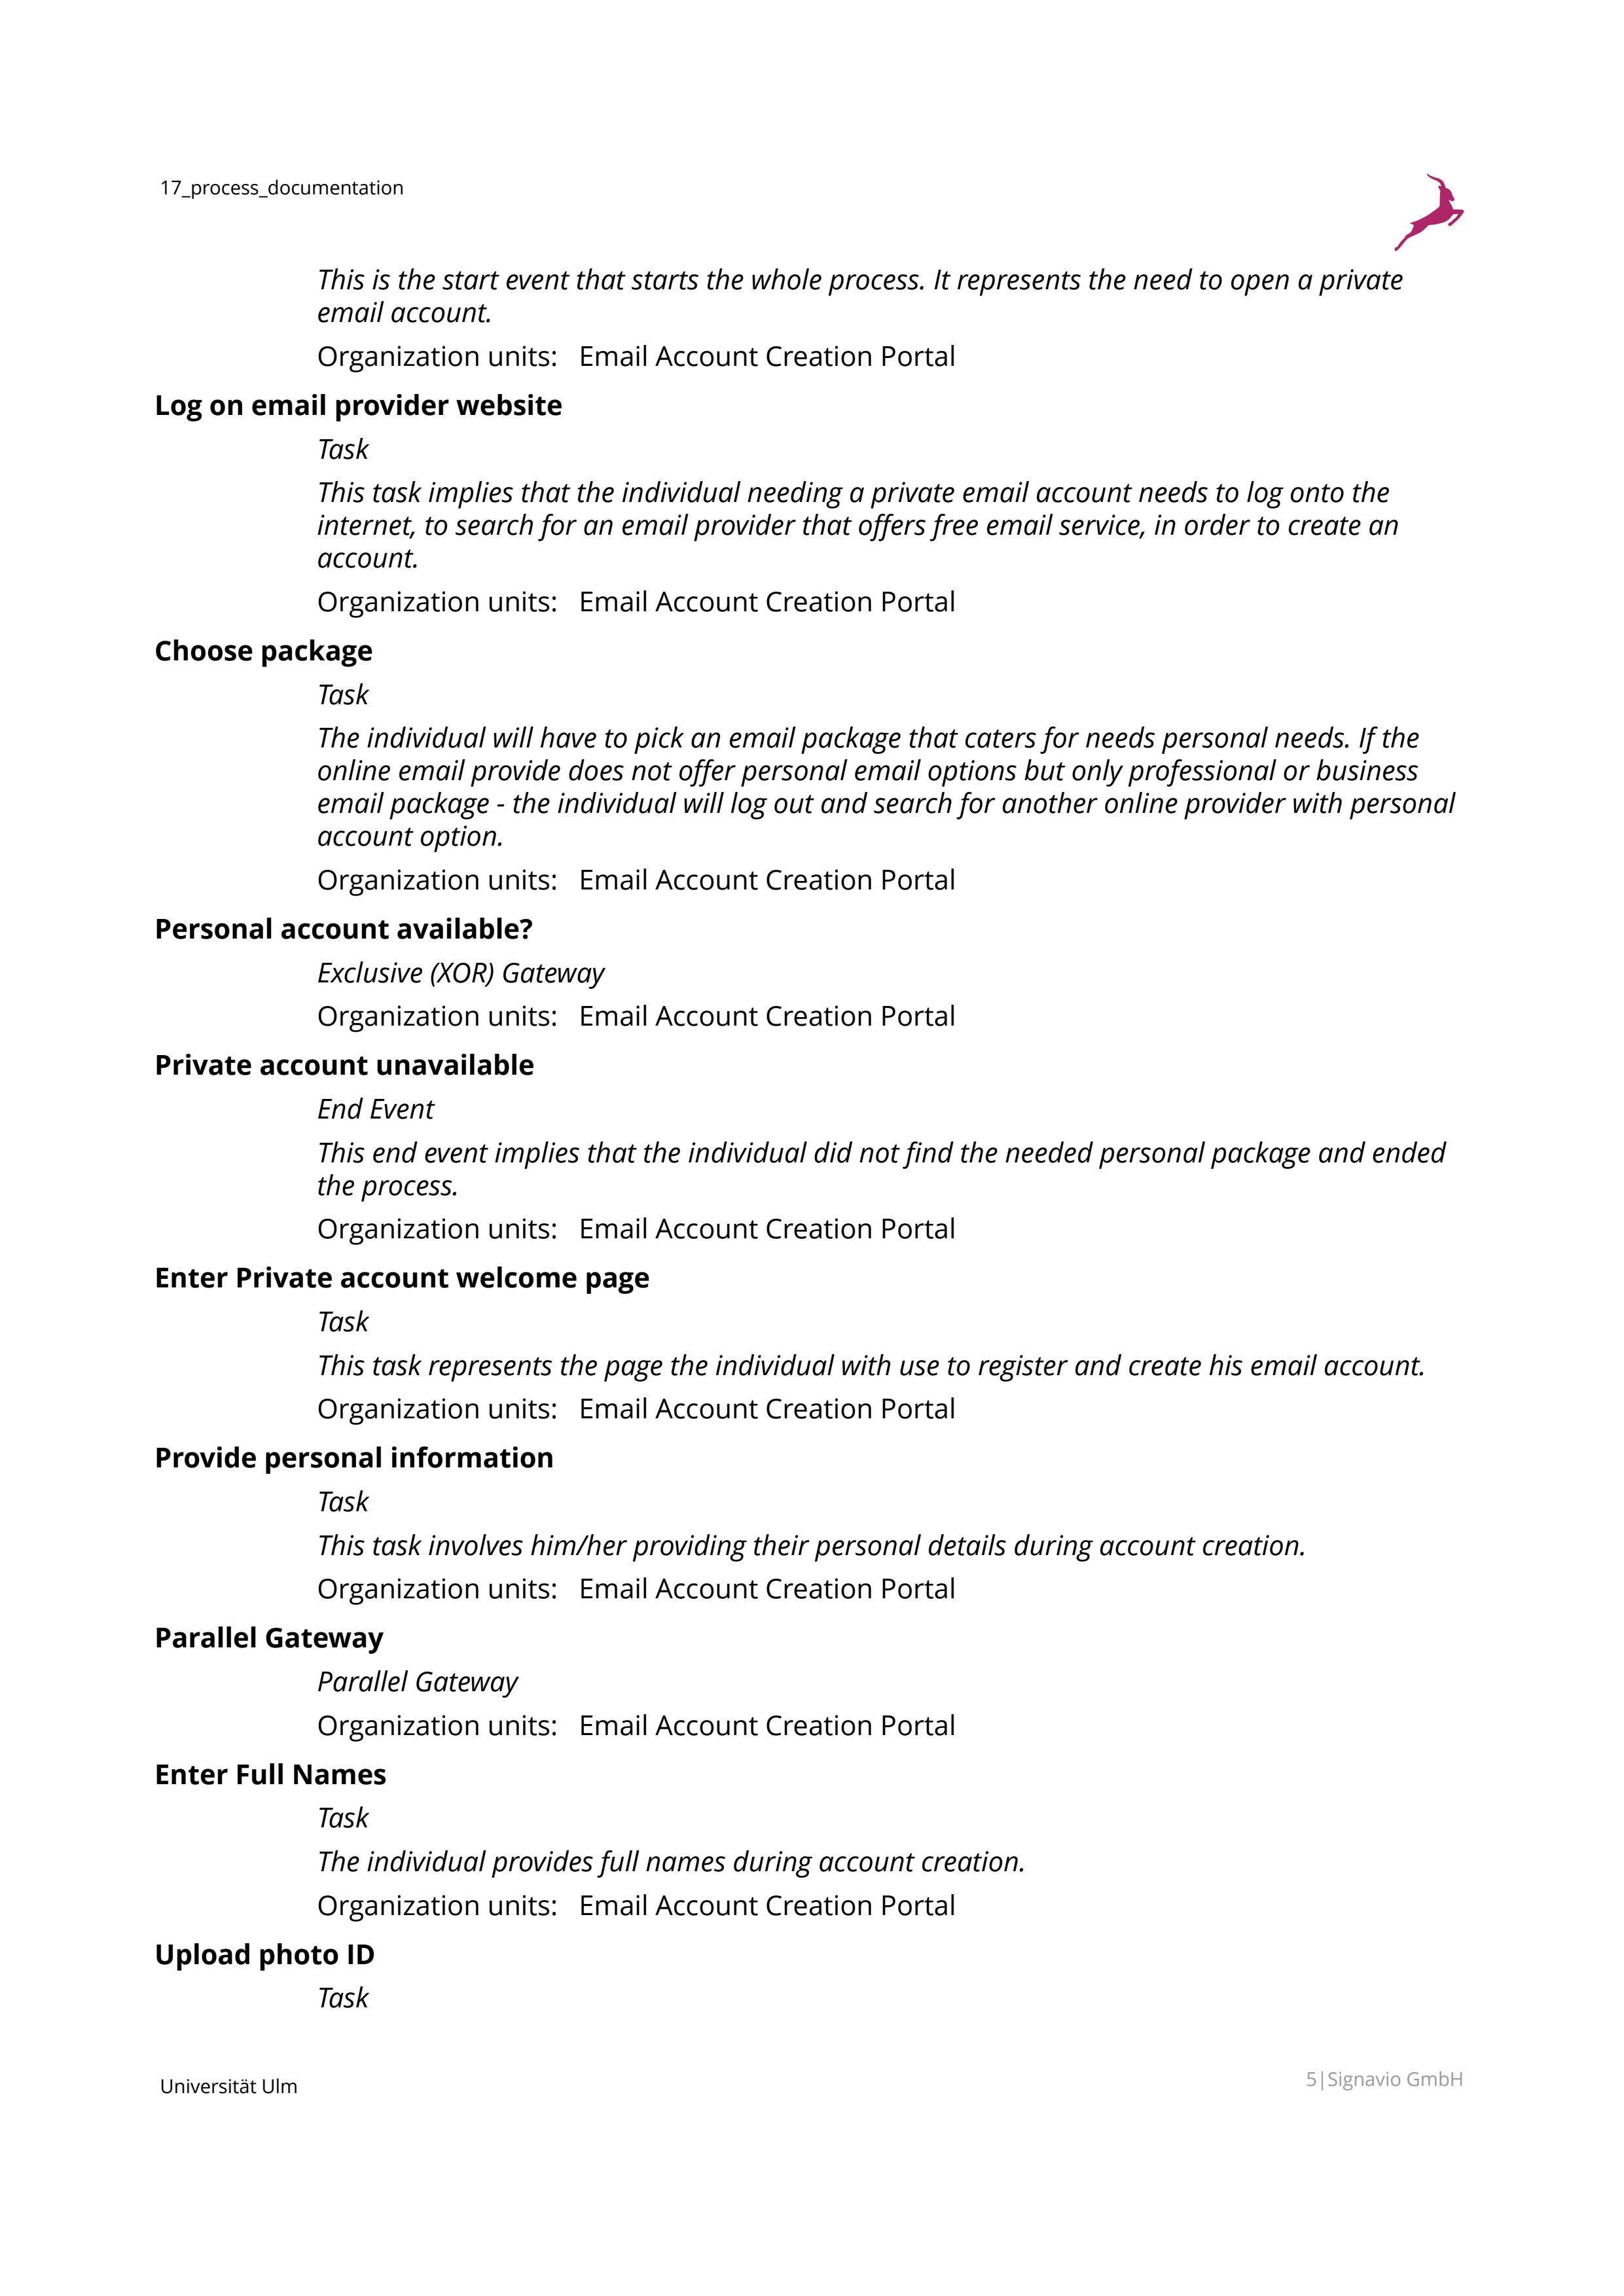 17_process_documentation
This is the start event that starts the whole process. It represents the need to open a private
email account.
Organization units: Email Account Creation Portal
Log on email provider website
Task
This task implies that the individual needing a private email account needs to log onto the
internet, to search for an email provider that offers free email service, in order to create an
account.
Organization units: Email Account Creation Portal
Choose package
Task
The individual will have to pick an email package that caters for needs personal needs. If the
online email provide does not offer personal email options but only professional or business
email package - the individual will log out and search for another online provider with personal
account option.
Organization units: Email Account Creation Portal
Personal account available?
Exclusive (XOR) Gateway
Organization units: Email Account Creation Portal
Private account unavailable
End Event
This end event implies that the individual did not find the needed personal package and ended
the process.
Organization units: Email Account Creation Portal
Enter Private account welcome page
Task
This task represents the page the individual with use to register and create his email account.
Organization units: Email Account Creation Portal
Provide personal information
Task
This task involves him/her providing their personal details during account creation.
Organization units: Email Account Creation Portal
Parallel Gateway
Parallel Gateway
Organization units: Email Account Creation Portal
Enter Full Names
Task
The individual provides full names during account creation.
Organization units: Email Account Creation Portal
Upload photo ID
Task
Universität Ulm
5|Signavio GmbH